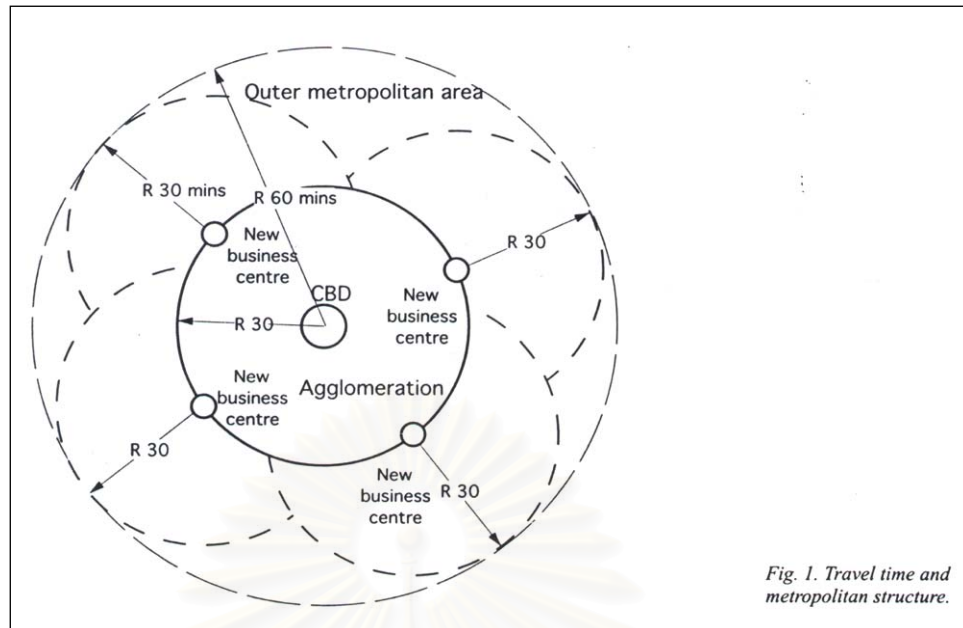 Outer metropolitan area
R 30 mins
R 60 mins
R 30
New
business
centre
CBD
New
business
centre
R 30
New
business
centre
Agglomeration
R 30
New
business
centre
R 30
Fig. 1. Travel time and
metropolitan structure.